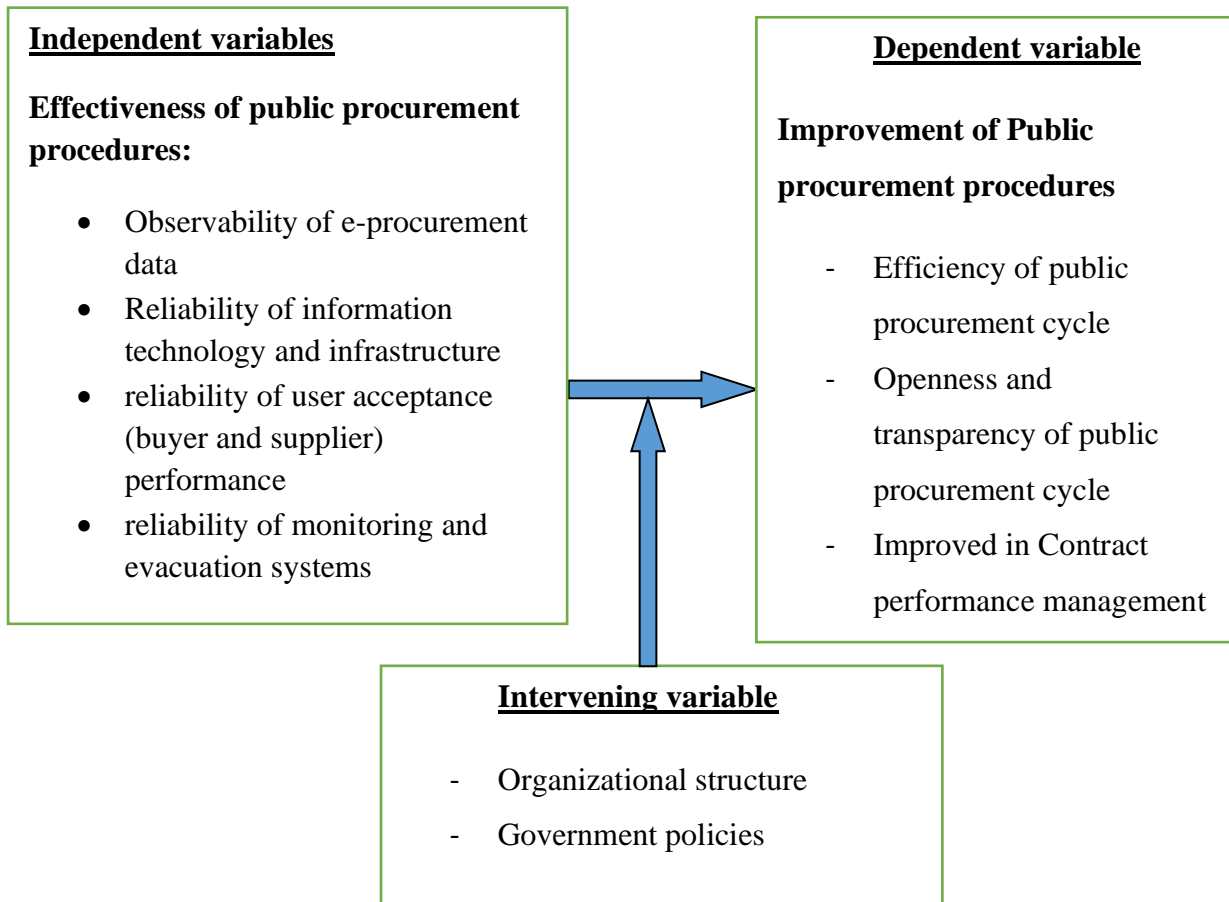 Independent variables
Effectiveness of public procurement
procedures:
• Observability of e-procurement
data
• Reliability of information
technology and infrastructure
• reliability of user acceptance
(buyer and supplier)
performance
• reliability of monitoring and
evacuation systems
Dependent variable
Improvement of Public
procurement procedures
- Efficiency of public
procurement cycle
- Openness and
transparency of public
procurement cycle
- Improved in Contract
performance management
Intervening variable
- Organizational structure
- Government policies